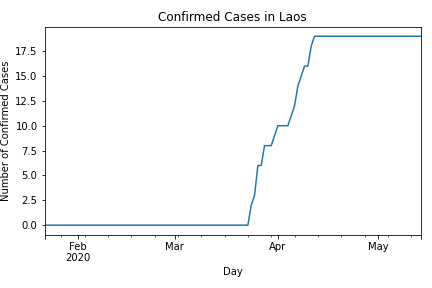 Confirmed Cases in Laos
Number of Confirmed Cases
17.5
15.0
12.5
10.0
7.5
5.0
2.5
0.0
Feb Mar Apr May
2020
Day